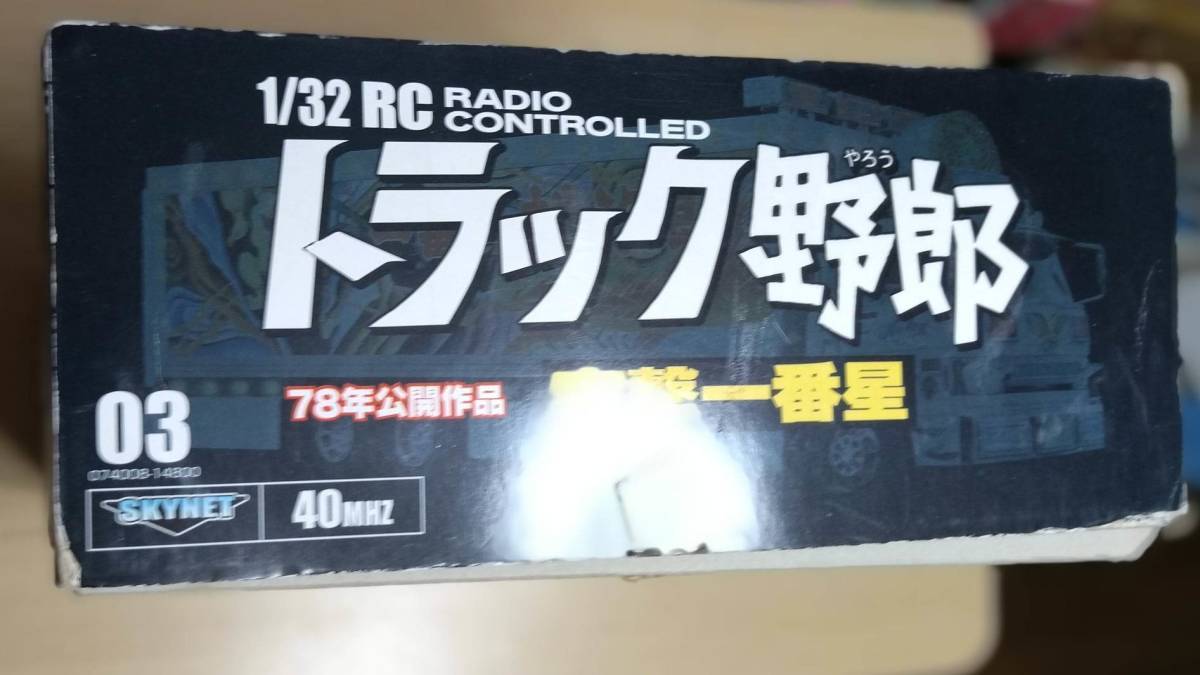 1/32 RC RADIO CONTROLLED
やろう
トラック野郎
78年公開作品
撃一番星
03
074008-14800
SKYNET
40MHZ